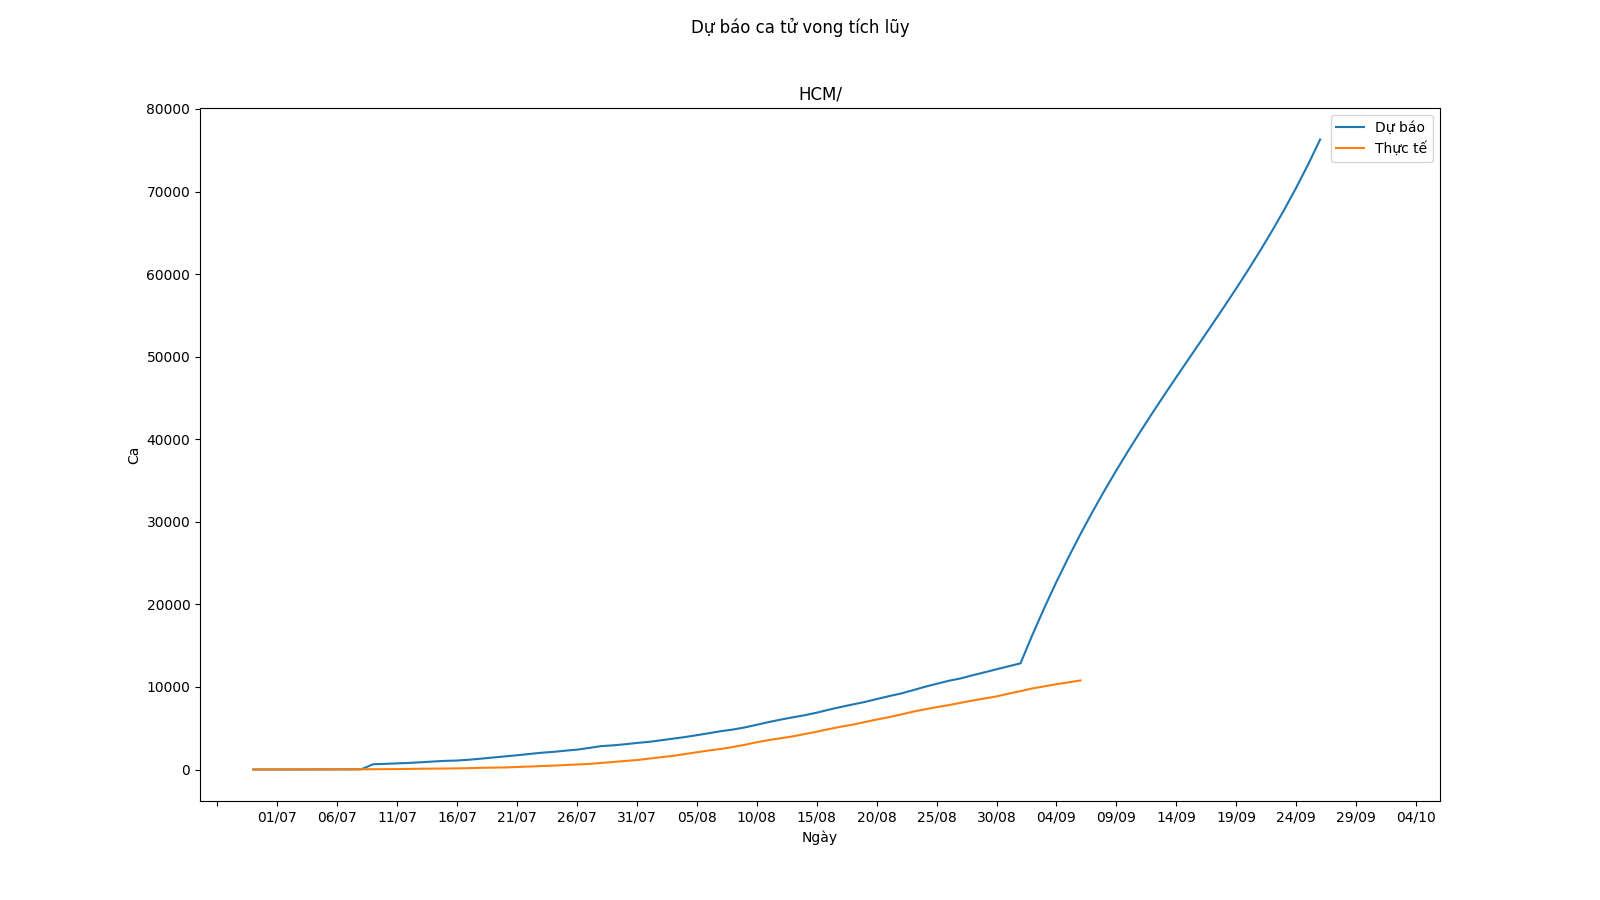 Dự báo ca tử vong tích lũy
HCM/
Dự báo
Thực tế
80000
70000
60000
50000
40000
30000
20000
10000
0
Ca
01/07 06/07 11/07 16/07 21/07 26/07 31/07 05/08 10/08 15/08 20/08 25/08 30/08 04/09 09/09 14/09 19/09 24/09 29/09 04/10
Ngày